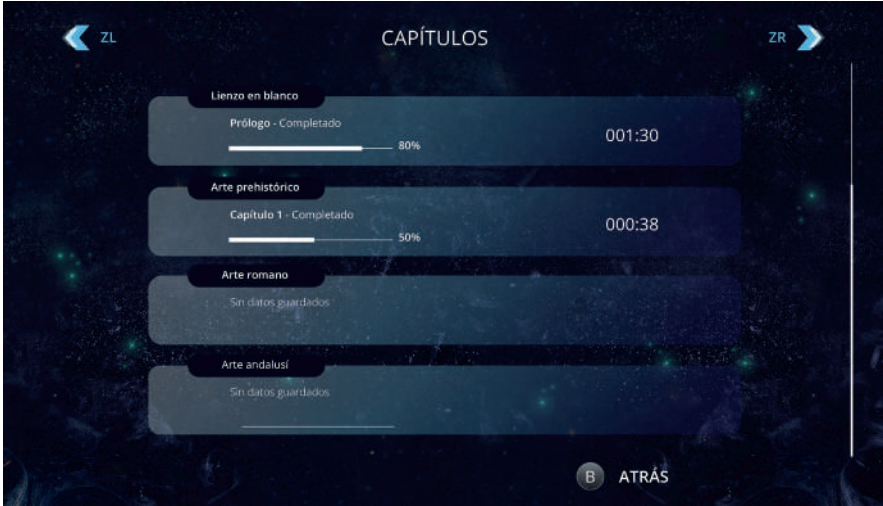 ZL
CAPÍTULOS
ZR
Lienzo en blanco
Prólogo - Completado
80%
001:30
Arte prehistórico
Capítulo 1 - Completado
50%
000:38
Arte romano
Sin datos guardados
Arte andalusí
Sin datos guardados
B ATRÁS